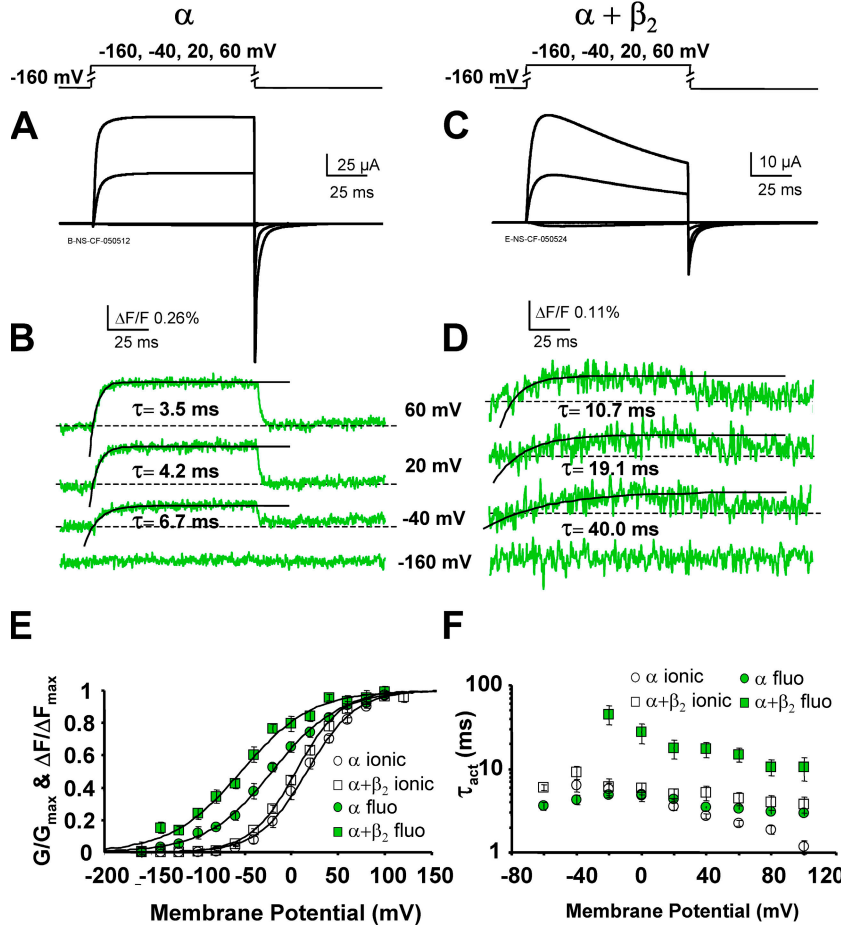 α
α + β2
-160, -40, 20, 60 mV
-160, -40, 20, 60 mV
-160 mV
-160 mV
A
C
25 µA
25 ms
10 µA
25 ms
B-NS-CF-050512
E-NS-CF-050524
ΔF/F 0.26%
25 ms
ΔF/F 0.11%
25 ms
B
D
τ= 3.5 ms
60 mV
τ= 10.7 ms
τ= 4.2 ms
20 mV
τ= 19.1 ms
τ= 6.7 ms
-40 mV
τ= 40.0 ms
-160 mV
E
F
G/Gmax & ΔF/ΔFmax
1
0.8
0.6
0.4
0.2
0
α ionic
α+β2 ionic
α fluo
α+β2 fluo
-200 -150 -100 -50 0 50 100 150
Membrane Potential (mV)
α ionic
α fluo
α+β2 ionic
α+β2 fluo
τact (ms)
100
10
1
-80 -40 0 40 80 120
Membrane Potential (mV)